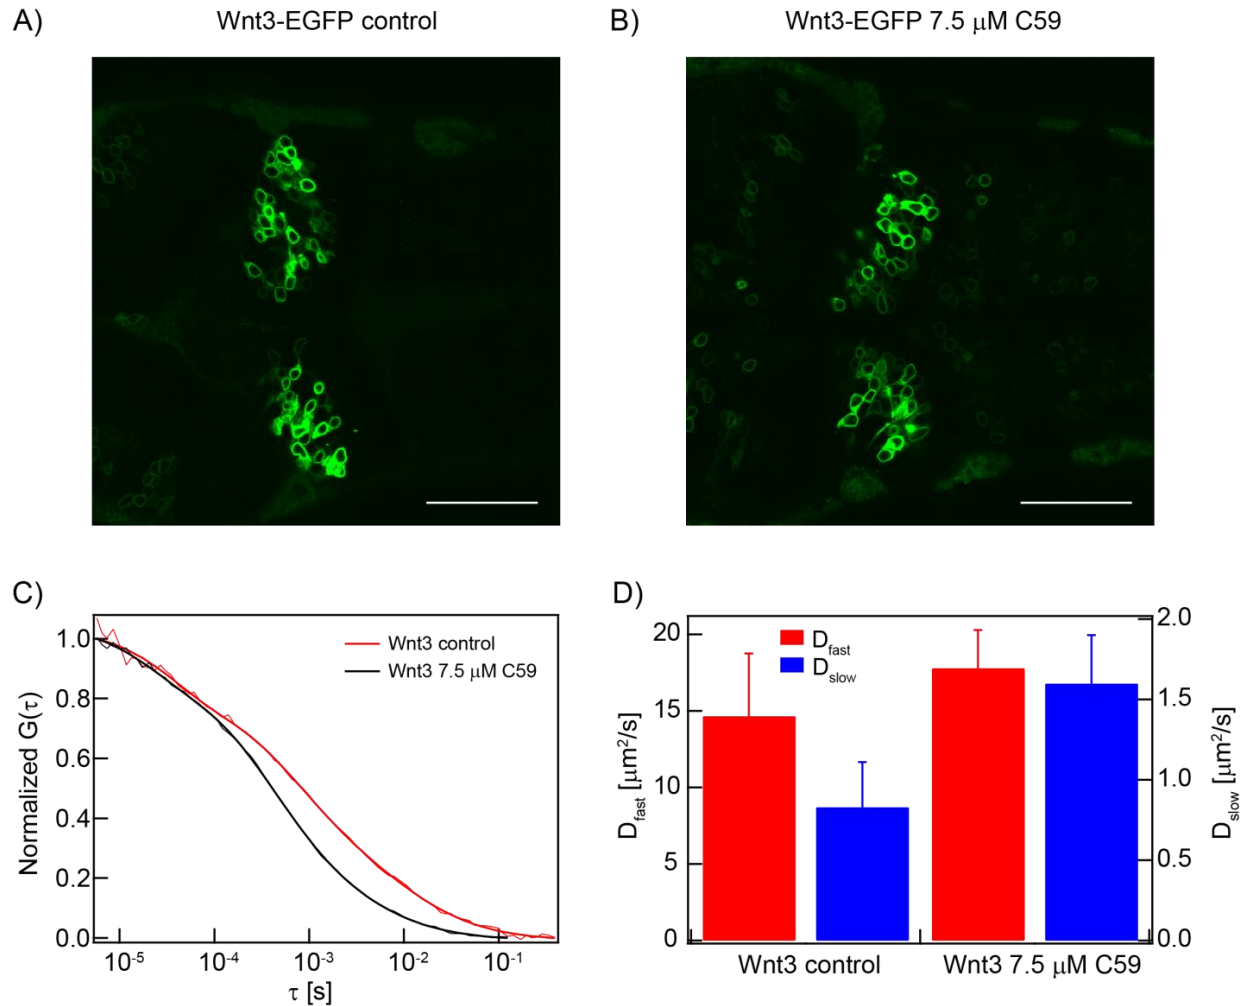 A)
Wnt3-EGFP control
B)
Wnt3-EGFP 7.5 μM C59
C)
Normalized G(τ)
1.0
0.8
0.6
0.4
0.2
0.0
10⁻⁵ 10⁻⁴ 10⁻³ 10⁻² 10⁻¹
τ [s]
Wnt3 control
Wnt3 7.5 μM C59
D)
D_fast [μm²/s]
20
15
10
5
0
D_fast
D_slow
2.0
1.5
1.0
0.5
0.0
D_slow [μm²/s]
Wnt3 control
Wnt3 7.5 μM C59